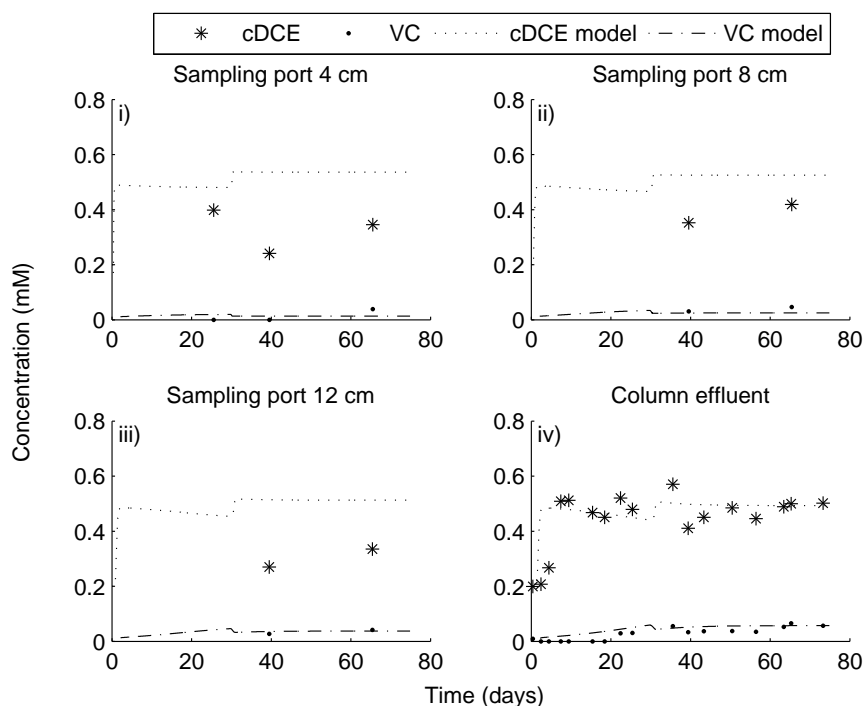 cDCE VC cDCE model VC model
Sampling port 4 cm
i)
0.8
0.6
0.4
0.2
0
0 20 40 60 80
Sampling port 8 cm
ii)
0.8
0.6
0.4
0.2
0
0 20 40 60 80
Sampling port 12 cm
iii)
0.8
0.6
0.4
0.2
0
0 20 40 60 80
Column effluent
iv)
0.8
0.6
0.4
0.2
0
0 20 40 60 80
Concentration (mM)
Time (days)